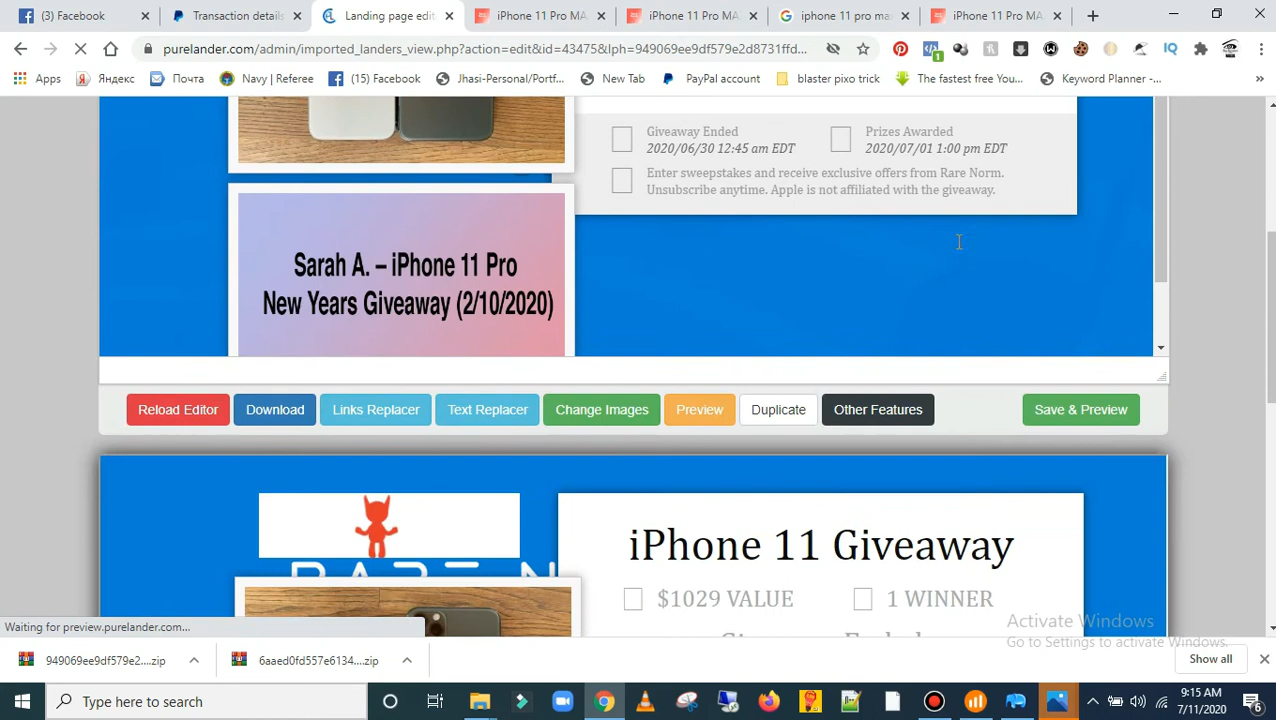 (3) Facebook
Transaction details
Landing page edit
iPhone 11 Pro MA
iPhone 11 Pro MA
iphone 11 pro ma
iPhone 11 Pro MA
purelander.com/admin/imported_landers_view.php?action=edit&id=43475&lph=949069ee9df579e2d8731ffd...
Apps
Яндекс
Почта
Navy | Referee
(15) Facebook
Jhasi-Personal/Portf...
New Tab
PayPal account
blaster pixo trick
The fastest free You...
Keyword Planner -...
»
Giveaway Ended
2020/06/30 12:45 am EDT
Prizes Awarded
2020/07/01 1:00 pm EDT
Enter sweepstakes and receive exclusive offers from Rare Norm.
Unsubscribe anytime. Apple is not affiliated with the giveaway.
Sarah A. – iPhone 11 Pro
New Years Giveaway (2/10/2020)
Reload Editor
Download
Links Replacer
Text Replacer
Change Images
Preview
Duplicate
Other Features
Save & Preview
iPhone 11 Giveaway
$1029 VALUE
1 WINNER
Activate Windows
Go to Settings to activate Windows.
Waiting for preview.purelander.com...
949069ee9df579e2....zip
6aaed0fd557e6134....zip
Show all
Type here to search
9:15 AM
7/11/2020
6